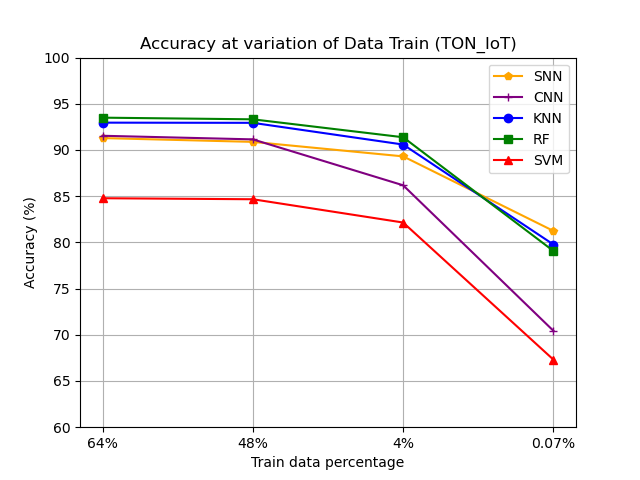 Accuracy at variation of Data Train (TON_IoT)
100
95
90
85
80
75
70
65
60
Accuracy (%)
SNN
CNN
KNN
RF
SVM
64%
48%
4%
0.07%
Train data percentage